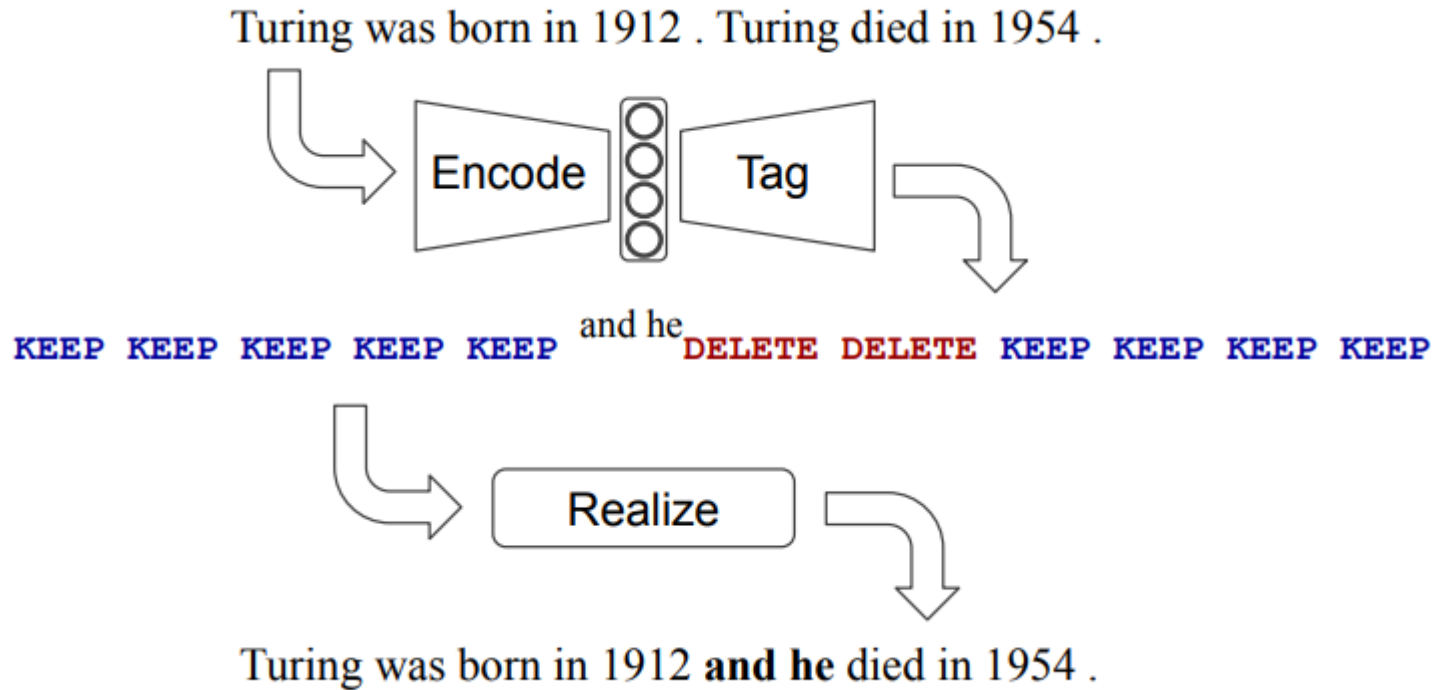 Turing was born in 1912 . Turing died in 1954 .
Encode Tag
KEEP KEEP KEEP KEEP KEEP and he DELETE DELETE KEEP KEEP KEEP KEEP
Realize
Turing was born in 1912 and he died in 1954 .